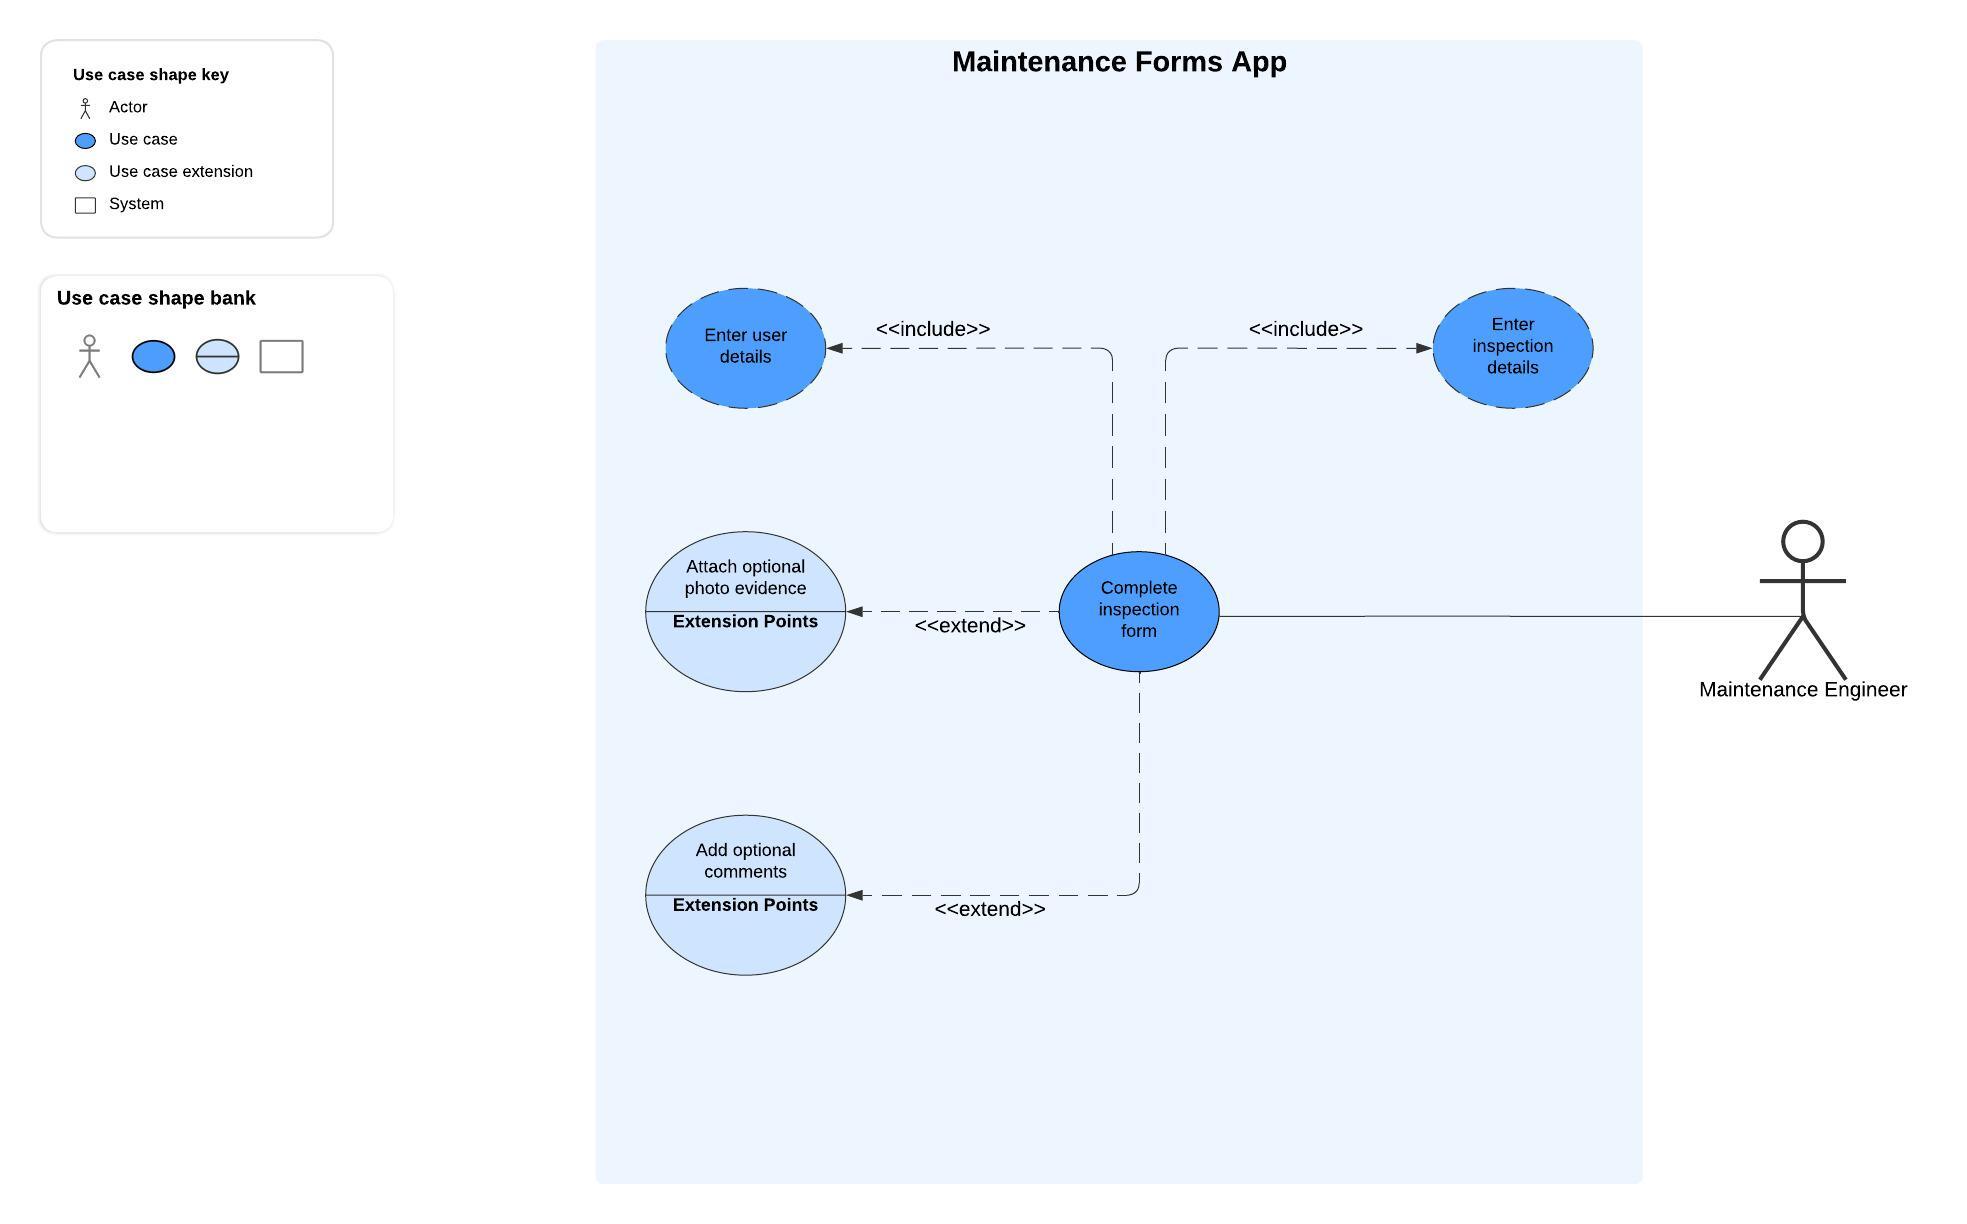 Use case shape key
Actor
Use case
Use case extension
System
Use case shape bank
Maintenance Forms App
Enter user
details
<<include>>
<<include>>
Enter
inspection
details
Attach optional
photo evidence
Extension Points
<<extend>>
Complete
inspection
form
Maintenance Engineer
Add optional
comments
Extension Points
<<extend>>